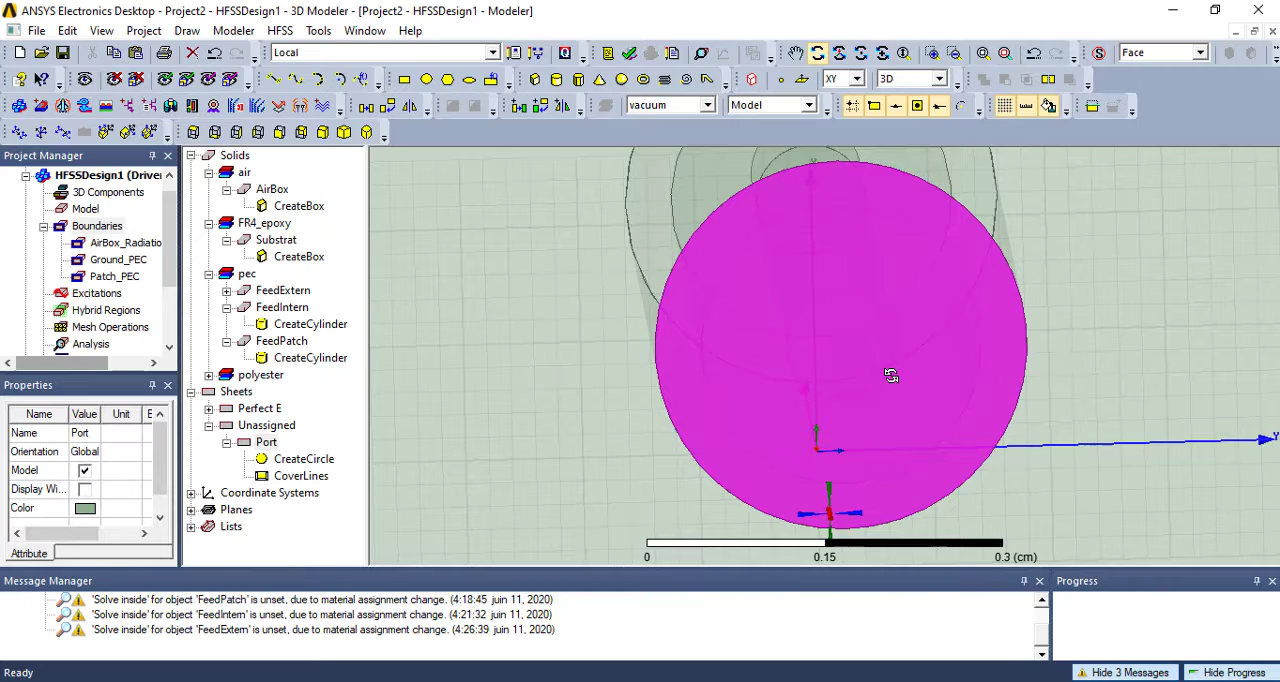 ANSYS Electronics Desktop - Project2 - HFSSDesign1 - 3D Modeler - [Project2 - HFSSDesign1 - Modeler]
File Edit View Project Draw Modeler HFSS Tools Window Help
Local
Face
XY
3D
vacuum
Model
Project Manager
HFSSDesign1 (Driver
3D Components
Model
Boundaries
AirBox_Radiatio
Ground_PEC
Patch_PEC
Excitations
Hybrid Regions
Mesh Operations
Analysis
Properties
Name Value Unit
Name Port
Orientation Global
Model
Display Wi...
Color
Attribute
Solids
air
AirBox
CreateBox
FR4_epoxy
Substrat
CreateBox
pec
FeedExtern
FeedIntern
CreateCylinder
FeedPatch
CreateCylinder
polyester
Sheets
Perfect E
Unassigned
Port
CreateCircle
CoverLines
Coordinate Systems
Planes
Lists
Y
0 0.15 0.3 (cm)
Message Manager
'Solve inside' for object 'FeedPatch' is unset, due to material assignment change. (4:18:45 juin 11, 2020)
'Solve inside' for object 'FeedIntern' is unset, due to material assignment change. (4:21:32 juin 11, 2020)
'Solve inside' for object 'FeedExtern' is unset, due to material assignment change. (4:26:39 juin 11, 2020)
Progress
Ready
Hide 3 Messages
Hide Progress